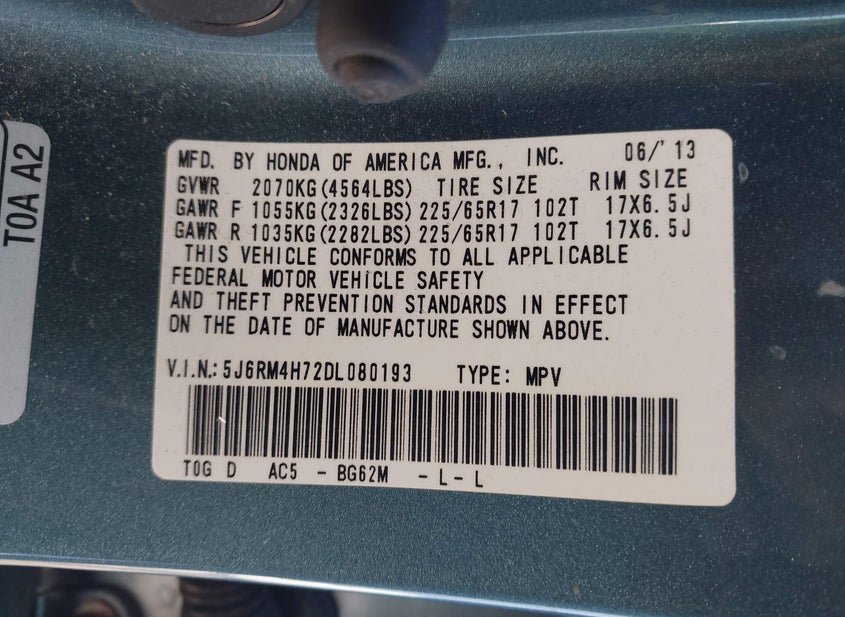 MFD. BY HONDA OF AMERICA MFG., INC. 06/'13
GVWR 2070KG(4564LBS) TIRE SIZE RIM SIZE
GAWR F 1055KG(2326LBS) 225/65R17 102T 17X6.5J
GAWR R 1035KG(2282LBS) 225/65R17 102T 17X6.5J
THIS VEHICLE CONFORMS TO ALL APPLICABLE
FEDERAL MOTOR VEHICLE SAFETY
AND THEFT PREVENTION STANDARDS IN EFFECT
ON THE DATE OF MANUFACTURE SHOWN ABOVE.
V.I.N.: 5J6RM4H72DL080193 TYPE: MPV
T0G D AC5 - BG62M - L - L
T0A A2